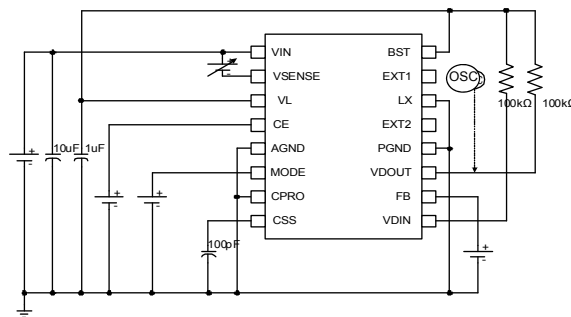 VIN
VSENSE
VL
CE
AGND
MODE
CPRO
CSS
BST
EXT1
LX
EXT2
PGND
VDOUT
FB
VDIN
OSC
100kΩ
100kΩ
10uF
1uF
100pF
+
-
+
-
+
-
+
-
+
-